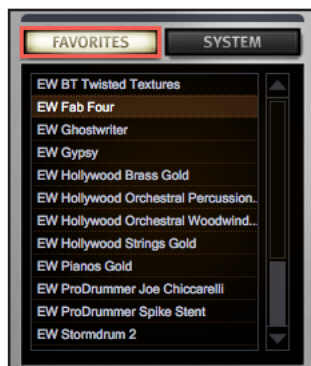 FAVORITES SYSTEM
EW BT Twisted Textures
EW Fab Four
EW Ghostwriter
EW Gypsy
EW Hollywood Brass Gold
EW Hollywood Orchestral Percussion..
EW Hollywood Orchestral Woodwind...
EW Hollywood Strings Gold
EW Pianos Gold
EW ProDrummer Joe Chiccarelli
EW ProDrummer Spike Stent
EW Stormdrum 2